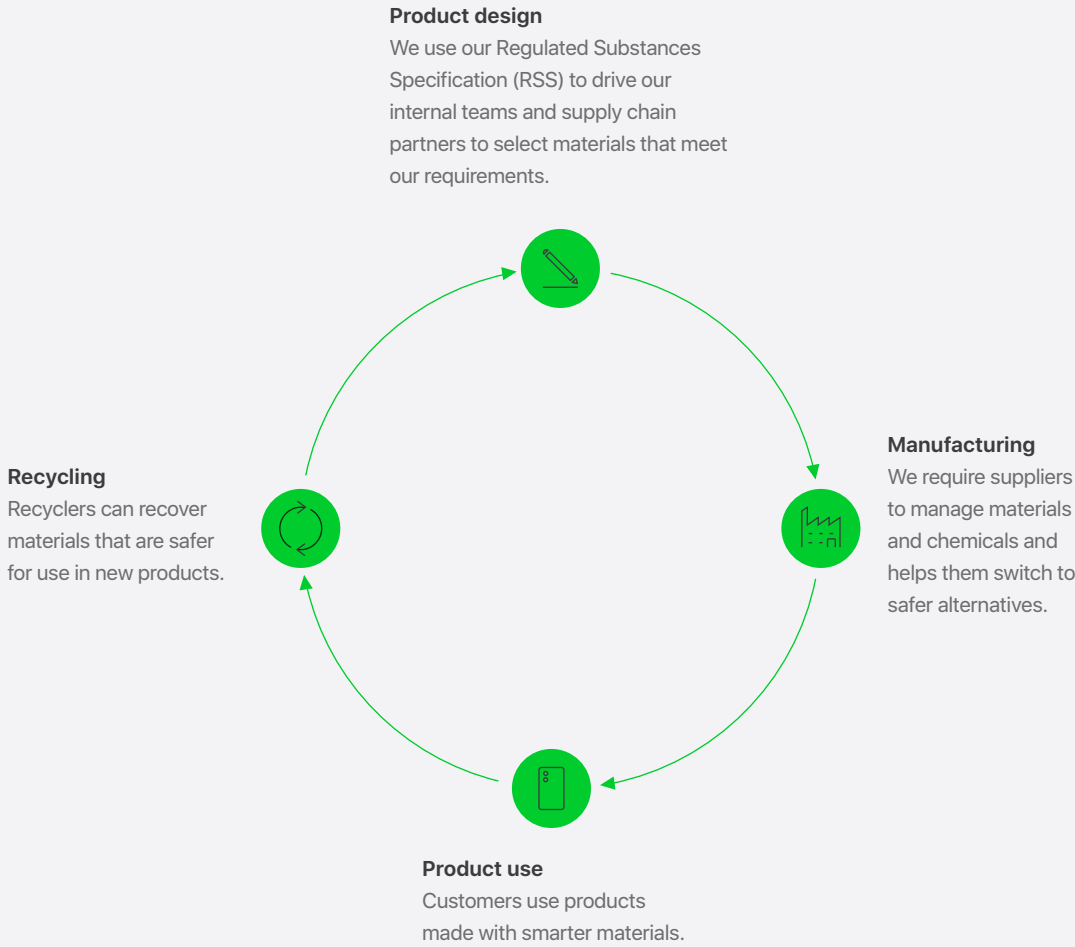 Product design
We use our Regulated Substances
Specification (RSS) to drive our
internal teams and supply chain
partners to select materials that meet
our requirements.
Manufacturing
We require suppliers
to manage materials
and chemicals and
helps them switch to
safer alternatives.
Product use
Customers use products
made with smarter materials.
Recycling
Recyclers can recover
materials that are safer
for use in new products.